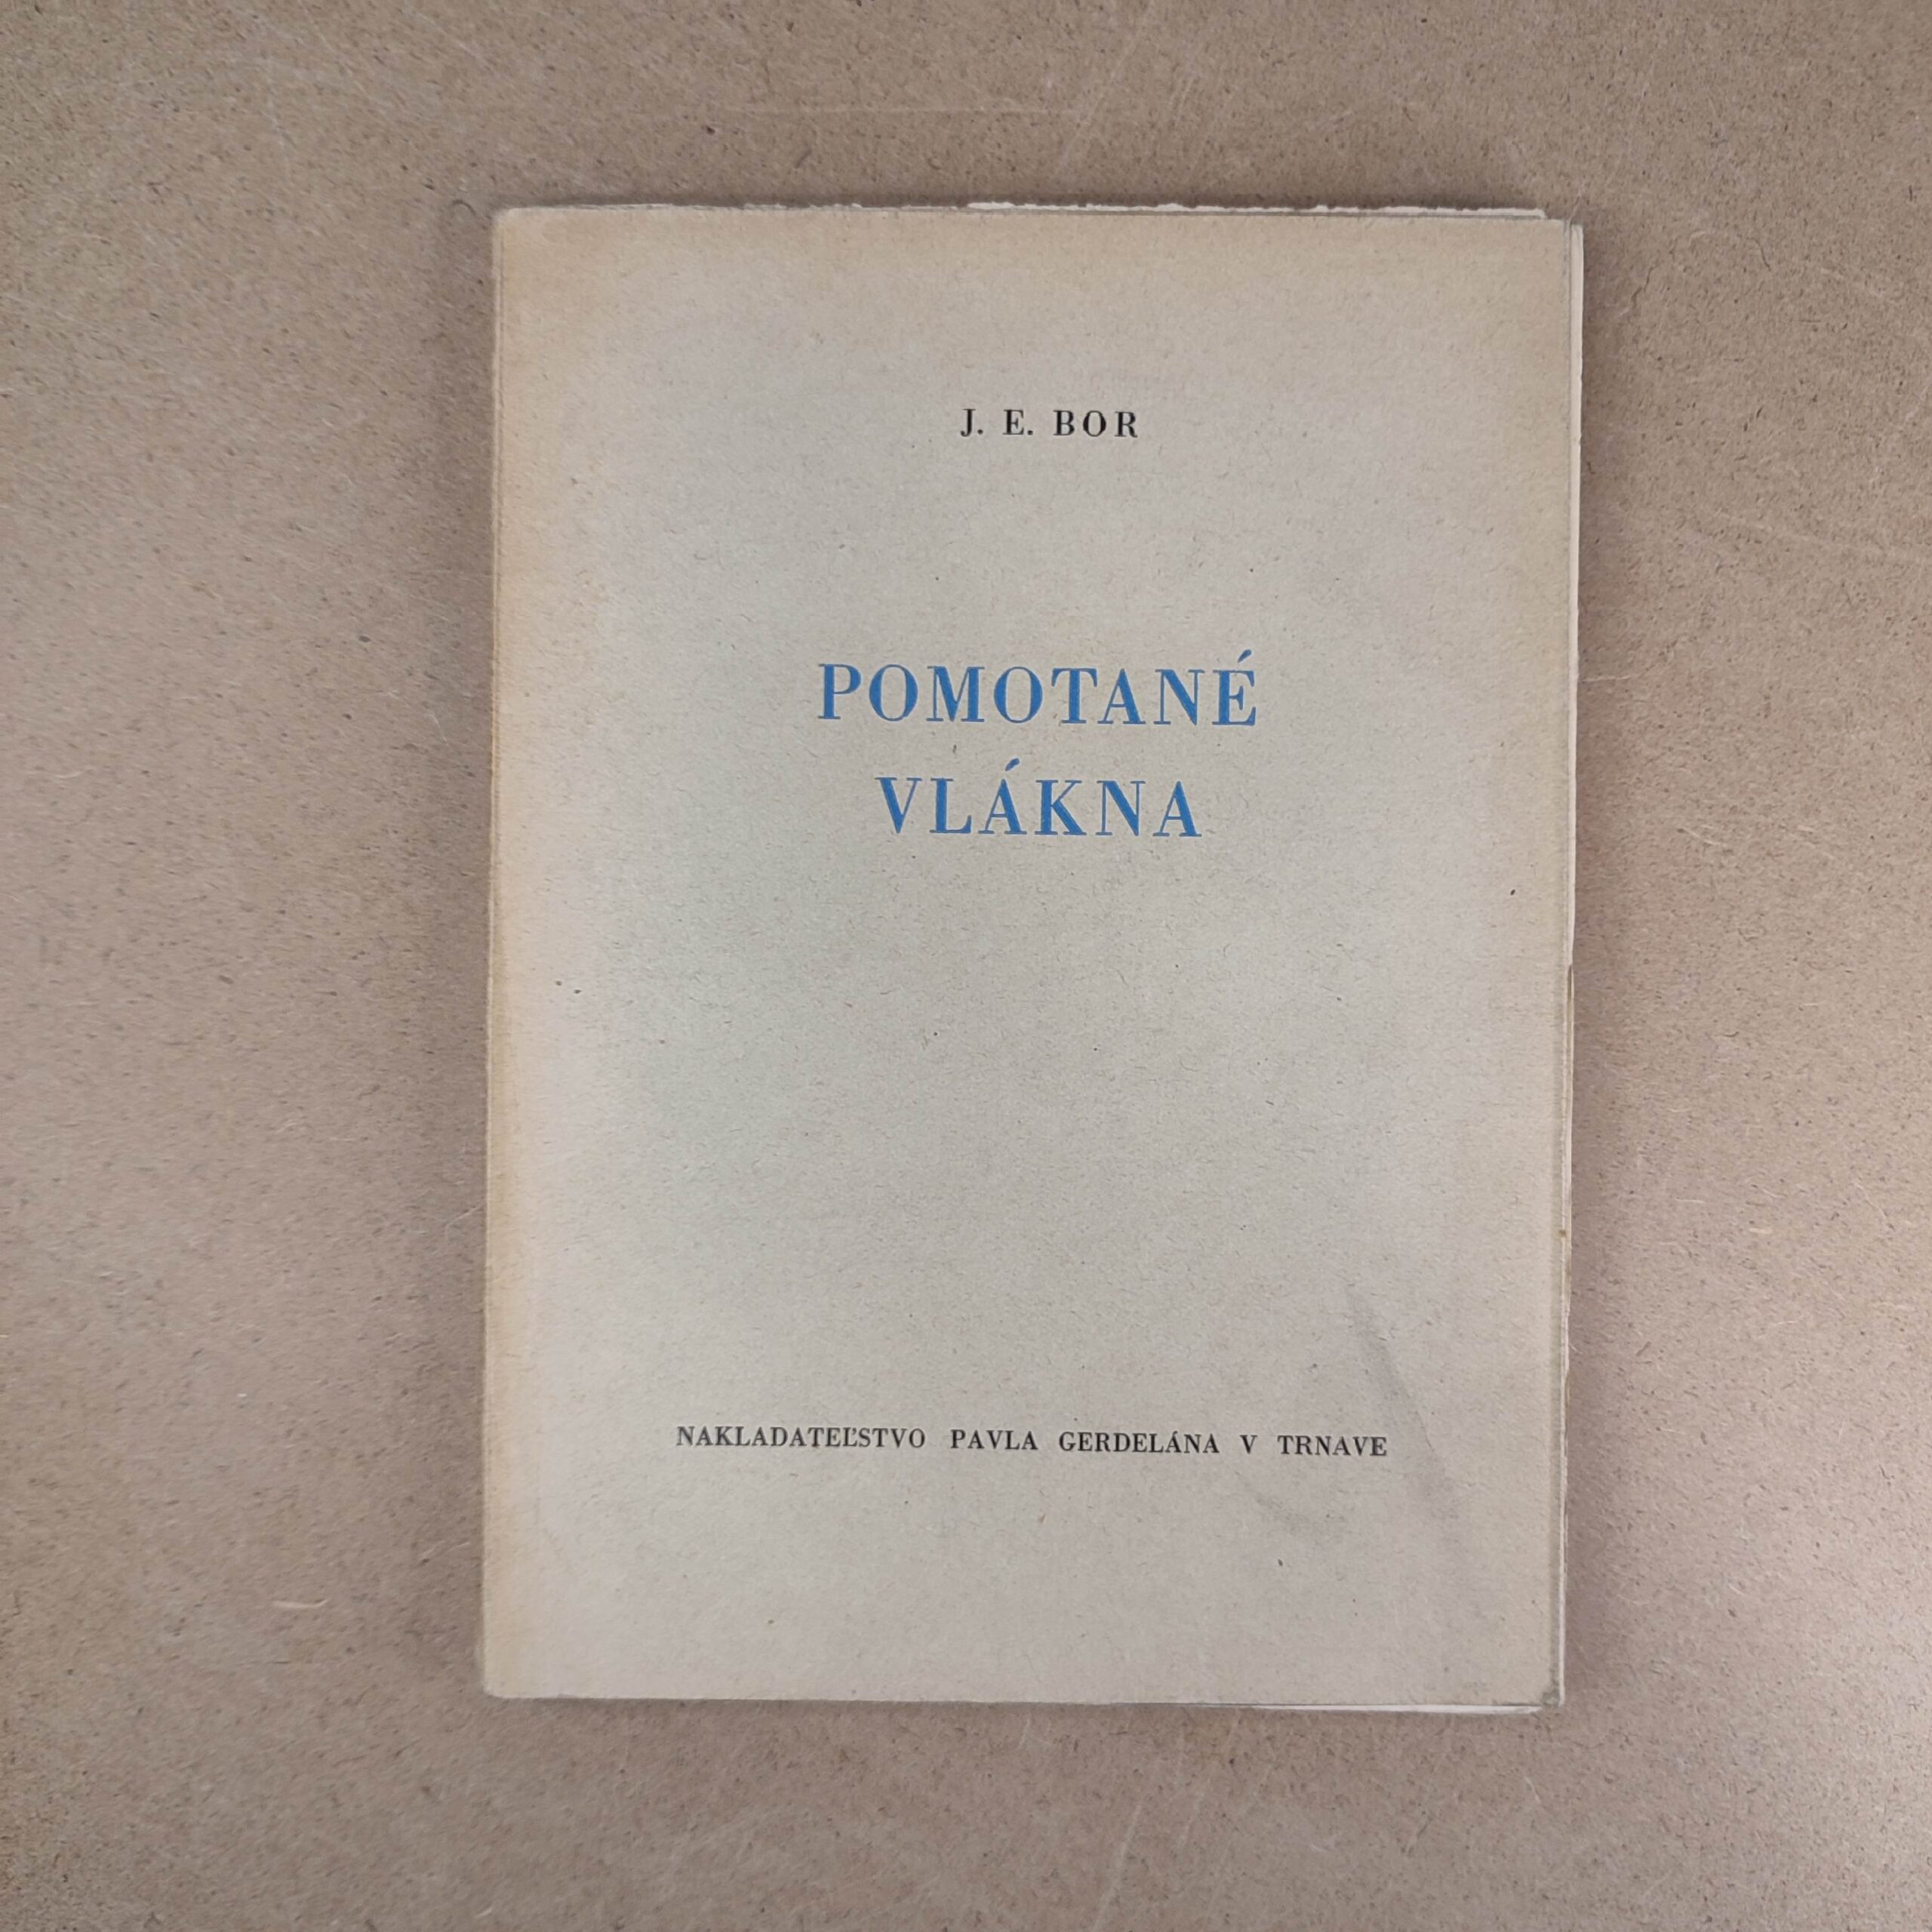 J. E. BOR
POMOTANÉ
VLÁKNA
NAKLADATEĽSTVO PAVLA GERDELÁNA V TRNAVE